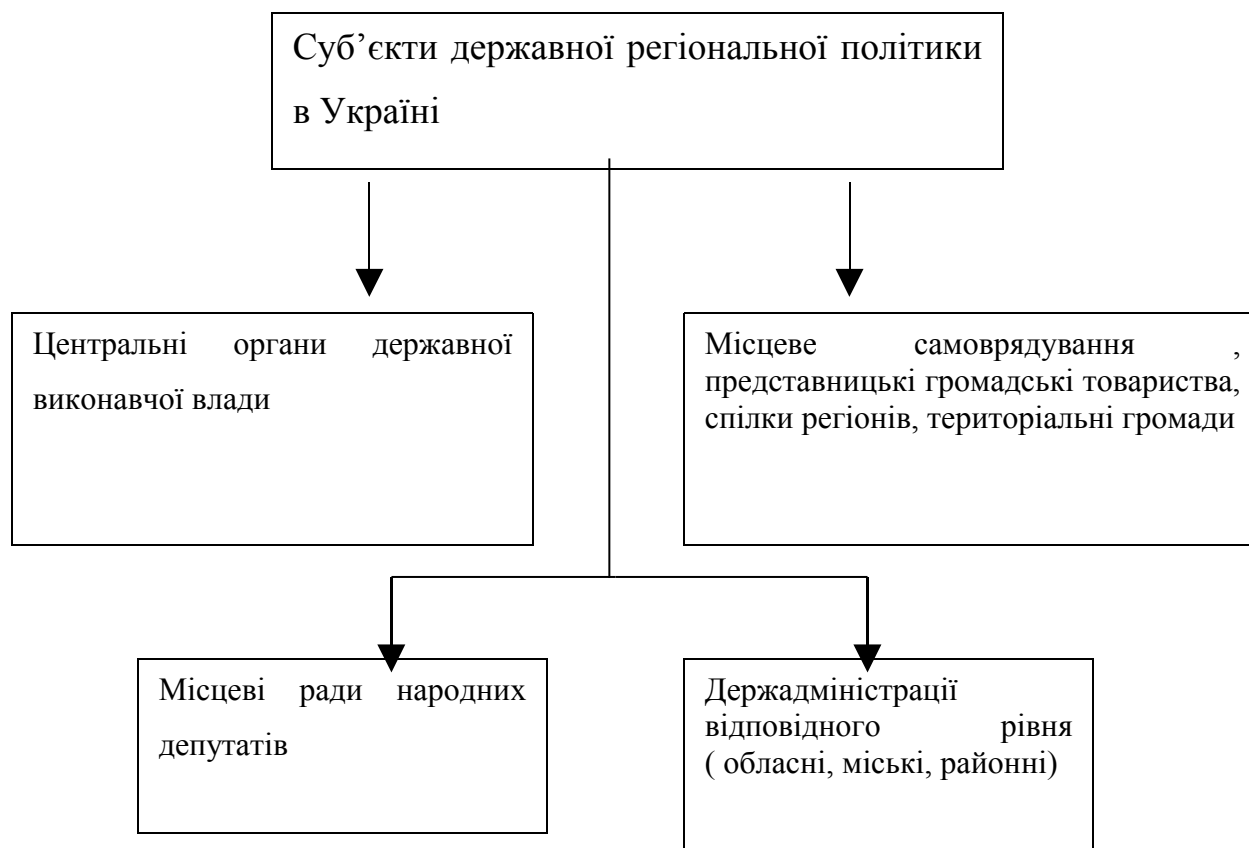 Суб’єкти державної регіональної політики
в Україні
Центральні органи державної
виконавчої влади
Місцеве самоврядування ,
представницькі громадські товариства,
спілки регіонів, територіальні громади
Місцеві ради народних
депутатів
Держадміністрації
відповідного рівня
( обласні, міські, районні)